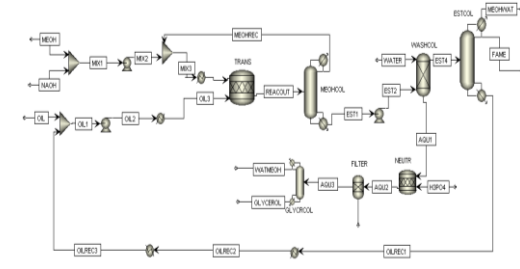 MEOHWAT
ESTCOL
MEOH
MEOHREC
WASHCOL
FAME
MIX1
MIX2
MIX3
TRANS
WATER
EST4
NAOH
MEOHCOL
EST2
OIL3
REACOUT
OIL
OIL1
OIL2
EST1
AQU1
WATMEOH
FILTER
NEUTR
AQU3
AQU2
H3PO4
GLYCEROL
GLYCRCOL
OILREC3
OILREC2
OILREC1